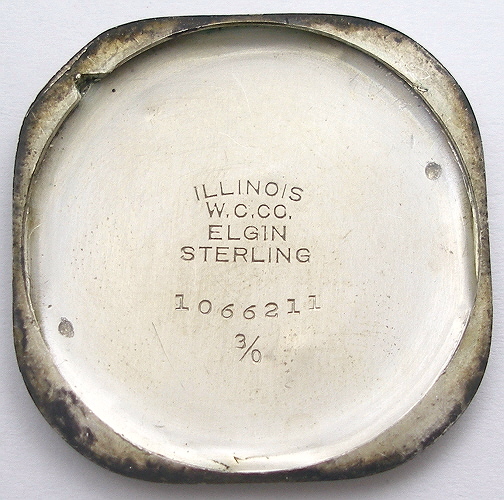 ILLINOIS
W.C.CO.
ELGIN
STERLING
1066211
3/0